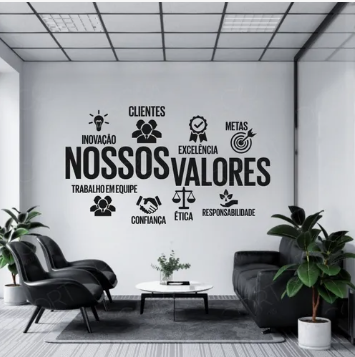 CLIENTES
INOVAÇÃO
EXCELÊNCIA
METAS
NOSSOS VALORES
TRABALHO EM EQUIPE
CONFIANÇA
ÉTICA
RESPONSABILIDADE